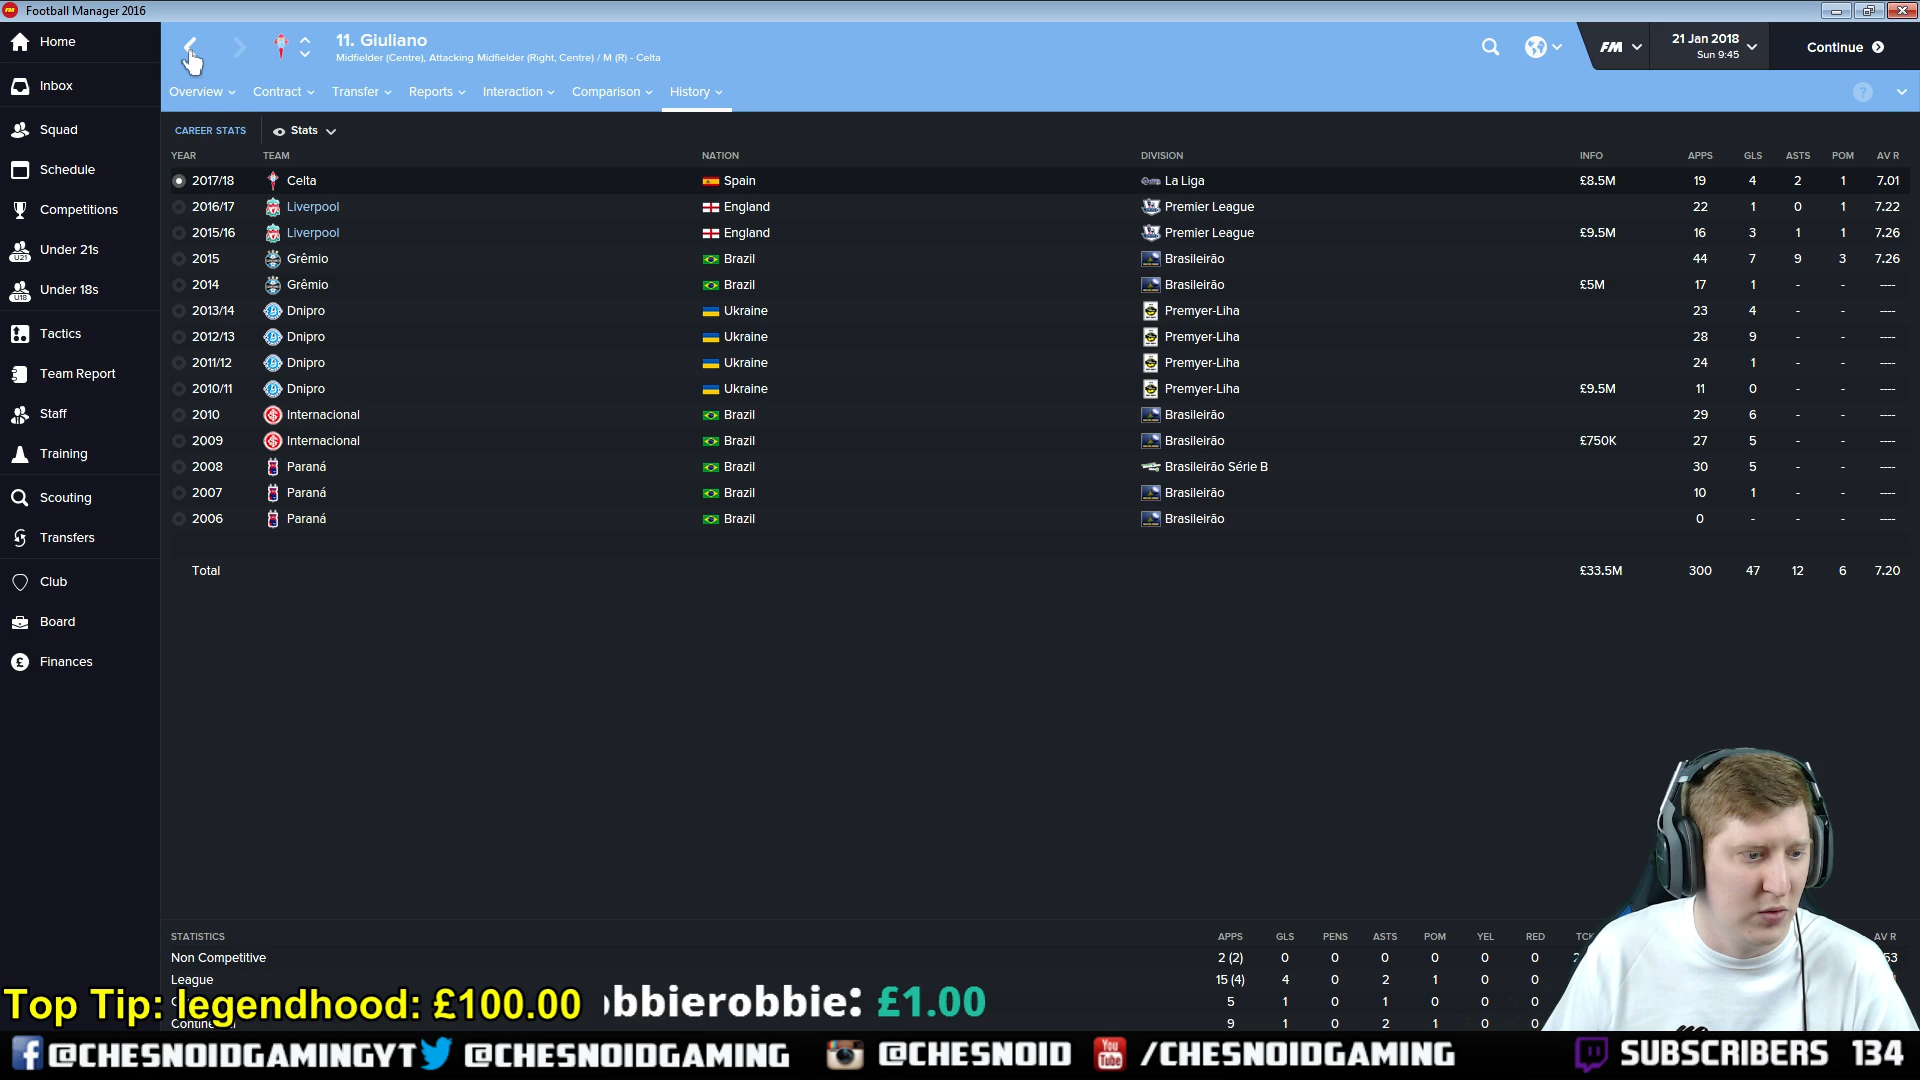 Football Manager 2016
Home
Inbox
Squad
Schedule
Competitions
Under 21s
Under 18s
Tactics
Team Report
Staff
Training
Scouting
Transfers
Club
Board
Finances
11. Giuliano
Midfielder (Centre), Attacking Midfielder (Right, Centre) / M (R) - Celta
FM
21 Jan 2018
Sun 9:45
Continue
Overview Contract Transfer Reports Interaction Comparison History
CAREER STATS Stats
YEAR TEAM NATION DIVISION INFO APPS GLS ASTS POM AV R
2017/18 Celta Spain La Liga £8.5M 19 4 2 1 7.01
2016/17 Liverpool England Premier League 22 1 0 1 7.22
2015/16 Liverpool England Premier League £9.5M 16 3 1 1 7.26
2015 Grêmio Brazil Brasileirão 44 7 9 3 7.26
2014 Grêmio Brazil Brasileirão £5M 17 1 - - ----
2013/14 Dnipro Ukraine Premyer-Liha 23 4 - - ----
2012/13 Dnipro Ukraine Premyer-Liha 28 9 - - ----
2011/12 Dnipro Ukraine Premyer-Liha 24 1 - - ----
2010/11 Dnipro Ukraine Premyer-Liha £9.5M 11 0 - - ----
2010 Internacional Brazil Brasileirão 29 6 - - ----
2009 Internacional Brazil Brasileirão £750K 27 5 - - ----
2008 Paraná Brazil Brasileirão Série B 30 5 - - ----
2007 Paraná Brazil Brasileirão 10 1 - - ----
2006 Paraná Brazil Brasileirão 0 - - - ----
Total £33.5M 300 47 12 6 7.20
STATISTICS APPS GLS PENS ASTS POM YEL RED AV R
Non Competitive 2 (2) 0 0 0 0 0 0
League 15 (4) 4 0 2 1 0 0
5 1 0 1 0 0 0
9 1 0 2 1 0 0
Top Tip: legendhood: £100.00 obbierobbie: £1.00
@CHESNOIDGAMINGYT @CHESNOIDGAMING @CHESNOID You Tube /CHESNOIDGAMING SUBSCRIBERS 134